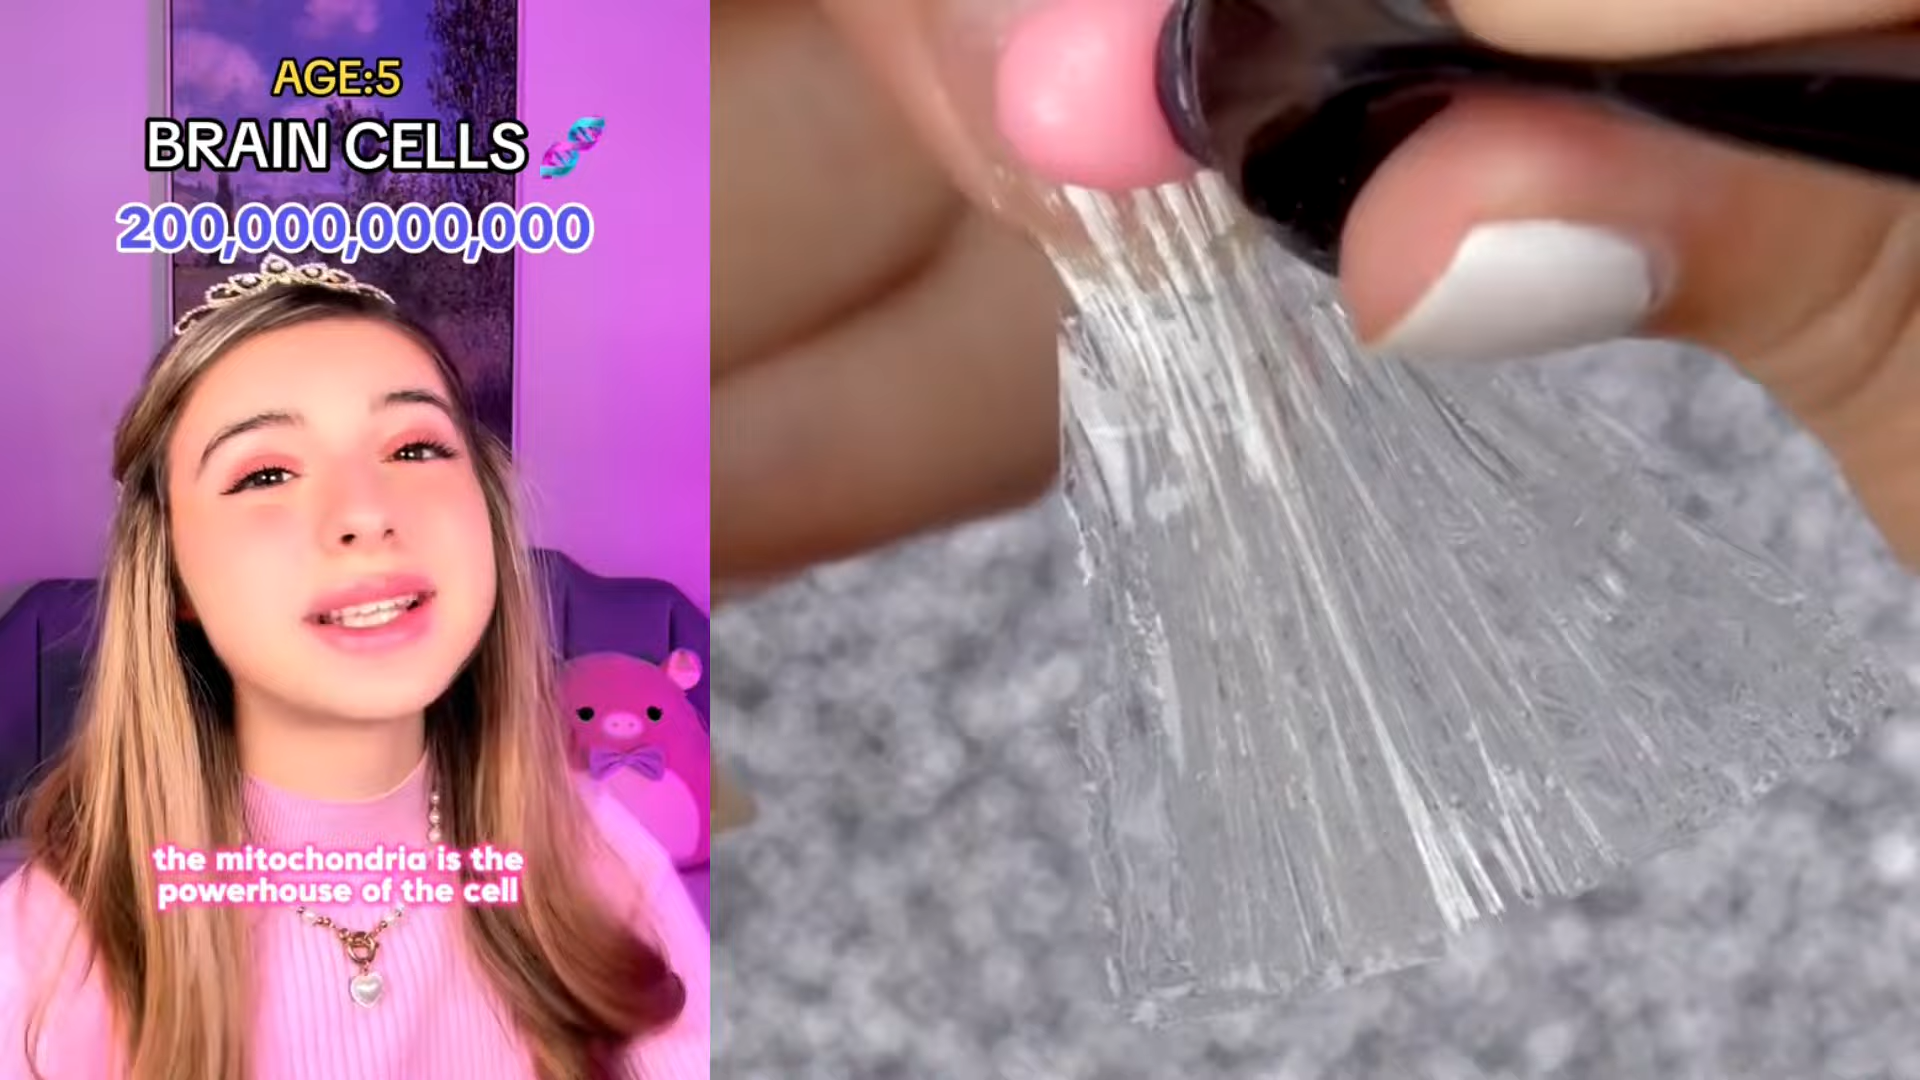 AGE:5
BRAIN CELLS
200,000,000,000
the mitochondria is the
powerhouse of the cell